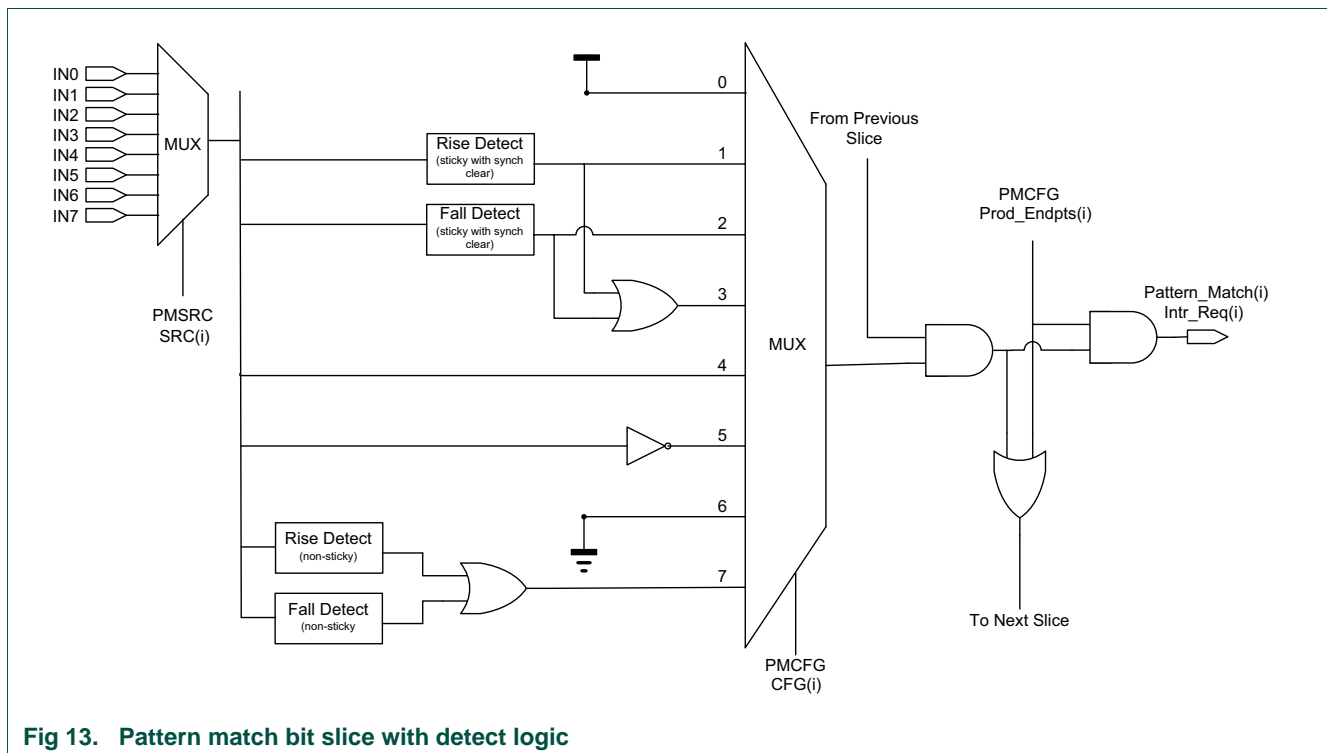 IN0
IN1
IN2
IN3
IN4
IN5
IN6
IN7
MUX
PMSRC
SRC(i)
Rise Detect
(sticky with synch
clear)
Fall Detect
(sticky with synch
clear)
Rise Detect
(non-sticky)
Fall Detect
(non-sticky
0
1
2
3
4
5
6
7
MUX
PMCFG
CFG(i)
From Previous
Slice
PMCFG
Prod_Endpts(i)
Pattern_Match(i)
Intr_Req(i)
To Next Slice
Fig 13. Pattern match bit slice with detect logic